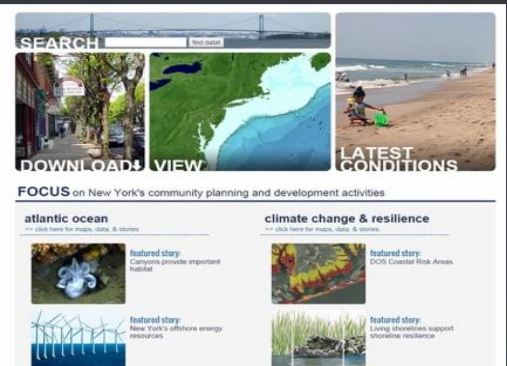 SEARCH find data!
DOWNLOAD
VIEW
LATEST
CONDITIONS
FOCUS on New York's community planning and development activities
atlantic ocean
>> click here for maps, data, & stories
featured story:
Canyons provide important
habitat
featured story:
New York's offshore energy
resources
climate change & resilience
>> click here for maps, data, & stories
featured story:
DOS Coastal Risk Areas
featured story:
Living shorelines support
shoreline resilience